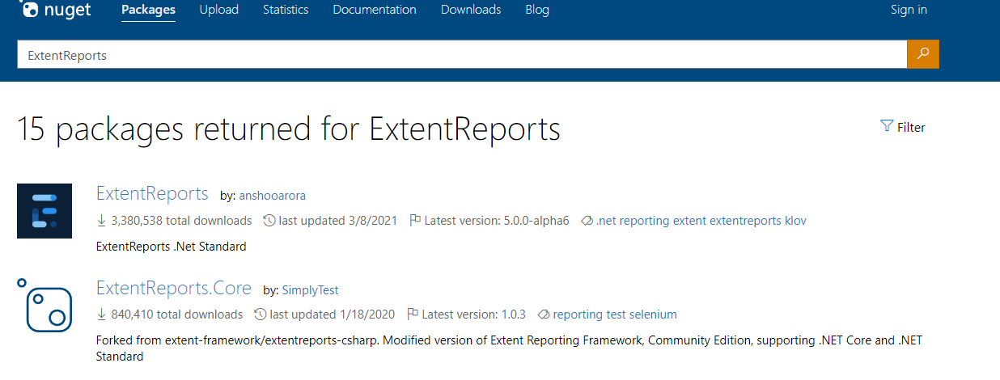 nuget Packages Upload Statistics Documentation Downloads Blog Sign in
ExtentReports
15 packages returned for ExtentReports Filter
ExtentReports by: anshooarora
3,380,538 total downloads last updated 3/8/2021 Latest version: 5.0.0-alpha6 .net reporting extent extentreports klov
ExtentReports .Net Standard
ExtentReports.Core by: SimplyTest
840,410 total downloads last updated 1/18/2020 Latest version: 1.0.3 reporting test selenium
Forked from extent-framework/extentreports-csharp. Modified version of Extent Reporting Framework, Community Edition, supporting .NET Core and .NET
Standard